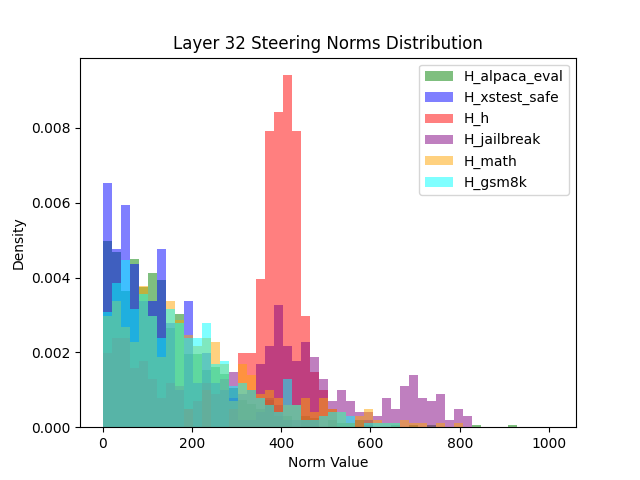 Layer 32 Steering Norms Distribution
H_alpaca_eval
H_xstest_safe
H_h
H_jailbreak
H_math
H_gsm8k
Density
0.008
0.006
0.004
0.002
0.000
0 200 400 600 800 1000
Norm Value